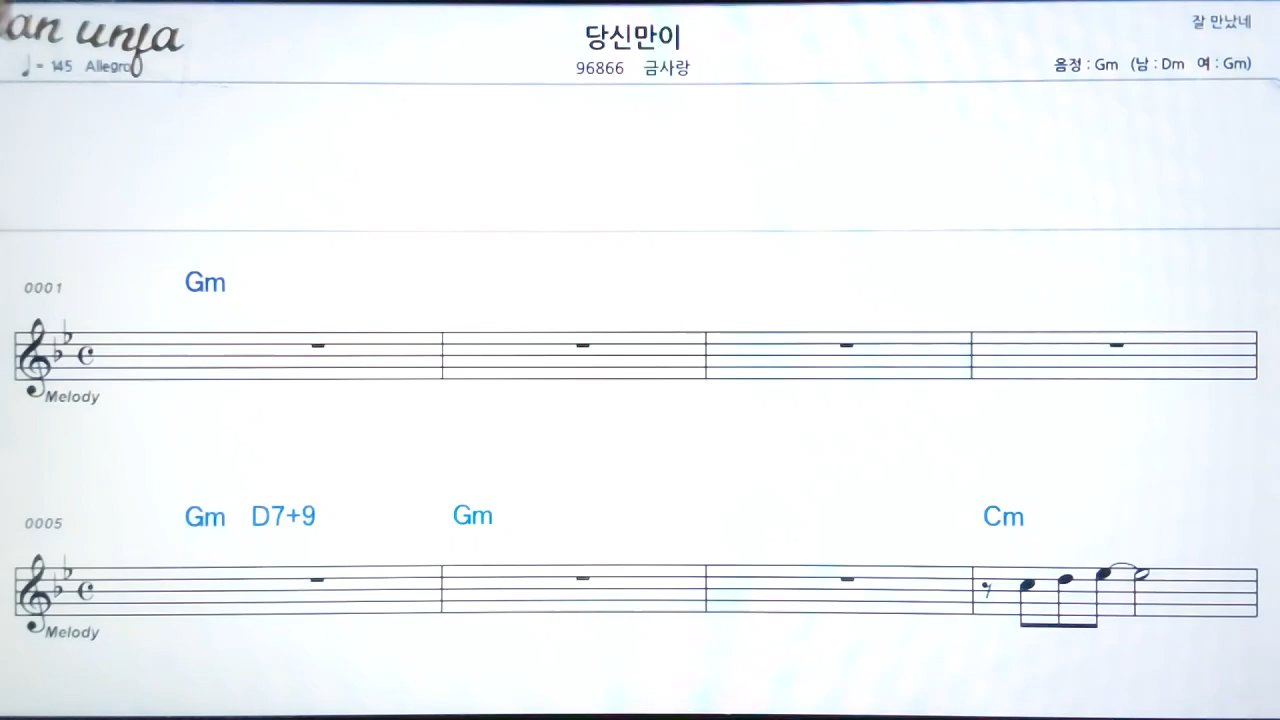 an unfa
♩ = 145 Allegro
당신만이
96866 금사랑
잘 만났네
음정 : Gm (남 : Dm 여 : Gm)
0001
Gm
Melody
0005
Gm D7+9 Gm Cm
Melody